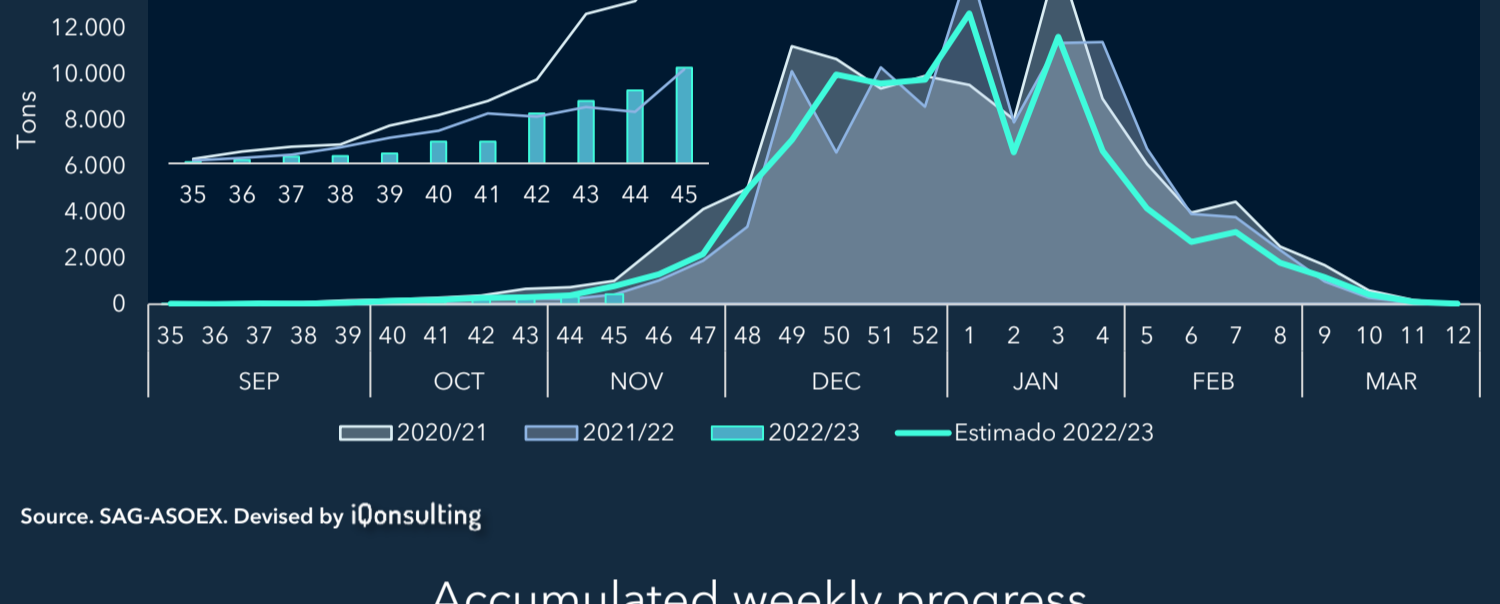 12.000
10.000
8.000
6.000
4.000
2.000
0
Tons
35 36 37 38 39 40 41 42 43 44 45
35 36 37 38 39 40 41 42 43 44 45 46 47 48 49 50 51 52 1 2 3 4 5 6 7 8 9 10 11 12
SEP OCT NOV DEC JAN FEB MAR
2020/21 2021/22 2022/23 Estimado 2022/23
Source. SAG-ASOEX. Devised by iQonsulting
Accumulated weekly progress